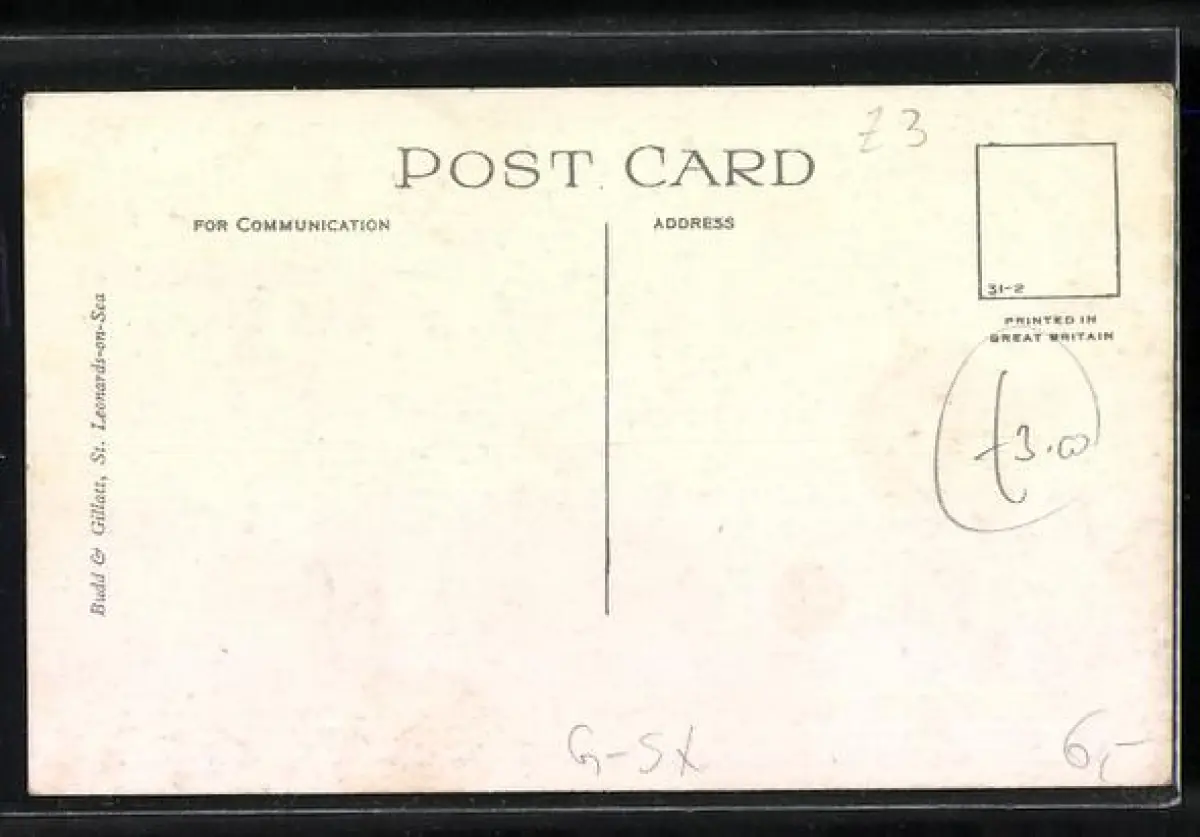 Z3
POST CARD
FOR COMMUNICATION
ADDRESS
31-2
PRINTED IN
GREAT BRITAIN
£3.00
Budd & Gillatt, St. Leonards-on-Sea
G-SX
6,-